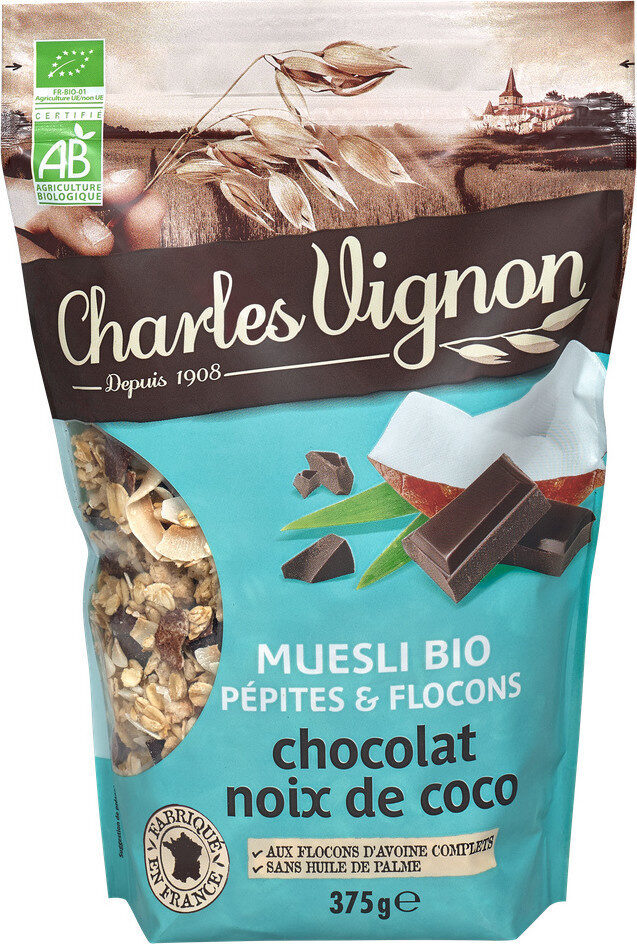 FR-BIO-01
Agriculture UE/non UE
CERTIFIÉ
AB
AGRICULTURE
BIOLOGIQUE
Charles Vignon
Depuis 1908
MUESLI BIO
PÉPITES & FLOCONS
chocolat
noix de coco
FABRIQUÉ
EN FRANCE
✓ AUX FLOCONS D'AVOINE COMPLETS
✓ SANS HUILE DE PALME
375g e